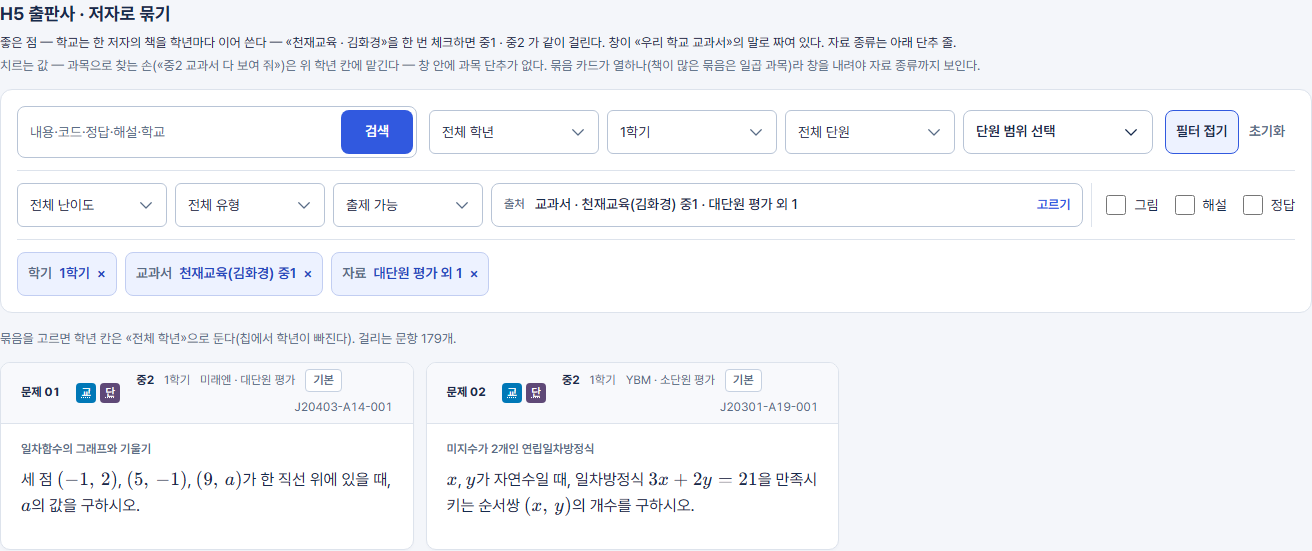 H5 출판사 · 저자로 묶기
좋은 점 — 학교는 한 저자의 책을 학년마다 이어 쓴다 — «천재교육 · 김화경»을 한 번 체크하면 중1 · 중2 가 같이 걸린다. 창이 «우리 학교 교과서»의 말로 짜여 있다. 자료 종류는 아래 단추 줄.
치르는 값 — 과목으로 찾는 손(«중2 교과서 다 보여 줘»)은 위 학년 칸에 맡긴다 — 창 안에 과목 단추가 없다. 묶음 카드가 열하나(책이 많은 묶음은 일곱 과목)라 창을 내려야 자료 종류까지 보인다.
내용·코드·정답·해설·학교 검색 전체 학년 1학기 전체 단원 단원 범위 선택 필터 접기 초기화
전체 난이도 전체 유형 출제 가능 출처 교과서 · 천재교육(김화경) 중1 · 대단원 평가 외 1 고르기 그림 해설 정답
학기 1학기 × 교과서 천재교육(김화경) 중1 × 자료 대단원 평가 외 1 ×
묶음을 고르면 학년 칸은 «전체 학년»으로 둔다(칩에서 학년이 빠진다). 걸리는 문항 179개.
문제 01 교 단 중2 1학기 미래엔 · 대단원 평가 기본
J20403-A14-001
일차함수의 그래프와 기울기
세 점 (−1, 2), (5, −1), (9, a)가 한 직선 위에 있을 때,
a의 값을 구하시오.
문제 02 교 단 중2 1학기 YBM · 소단원 평가 기본
J20301-A19-001
미지수가 2개인 연립일차방정식
x, y가 자연수일 때, 일차방정식 3x + 2y = 21을 만족시
키는 순서쌍 (x, y)의 개수를 구하시오.